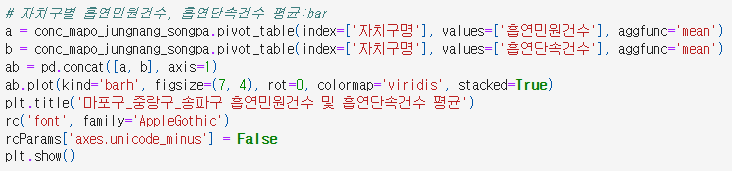 # 자치구별 흡연민원건수, 흡연단속건수 평균 bar
a = conc_mapo_jungnang_songpa.pivot_table(index=['자치구명'], values=['흡연민원건수'], aggfunc='mean')
b = conc_mapo_jungnang_songpa.pivot_table(index=['자치구명'], values=['흡연단속건수'], aggfunc='mean')
ab = pd.concat([a, b], axis=1)
ab.plot(kind='barh', figsize=(7, 4), rot=0, colormap='viridis', stacked=True)
plt.title('마포구_중랑구_송파구 흡연민원건수 및 흡연단속건수 평균')
rc('font', family='AppleGothic')
rcParams['axes.unicode_minus'] = False
plt.show()